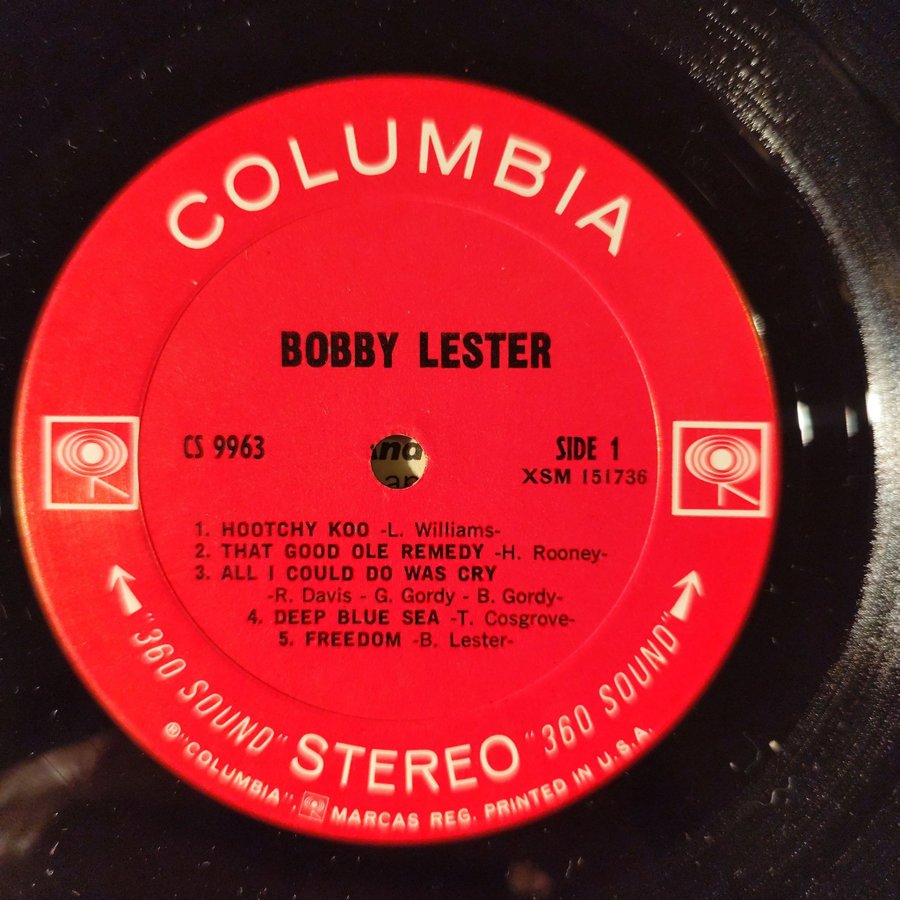 COLUMBIA
BOBBY LESTER
CS 9963
SIDE 1
XSM 151736
1. HOOTCHY KOO -L. Williams-
2. THAT GOOD OLE REMEDY -H. Rooney-
3. ALL I COULD DO WAS CRY
-R. Davis - G. Gordy - B. Gordy-
4. DEEP BLUE SEA -T. Cosgrove-
5. FREEDOM -B. Lester-
"360 SOUND" STEREO "360 SOUND"
®"COLUMBIA", MARCAS REG. PRINTED IN U.S.A.